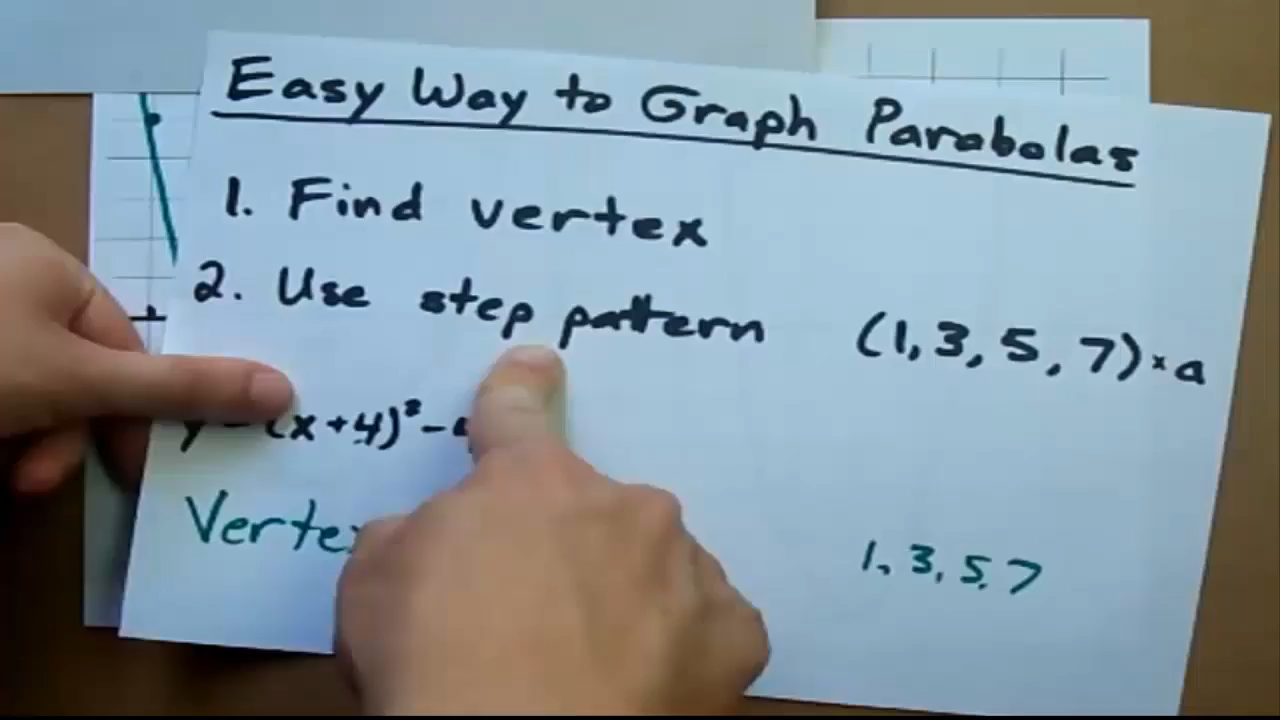 Easy Way to Graph Parabolas
1. Find vertex
2. Use step pattern (1, 3, 5, 7) × a
(x+4)² -
1, 3, 5, 7